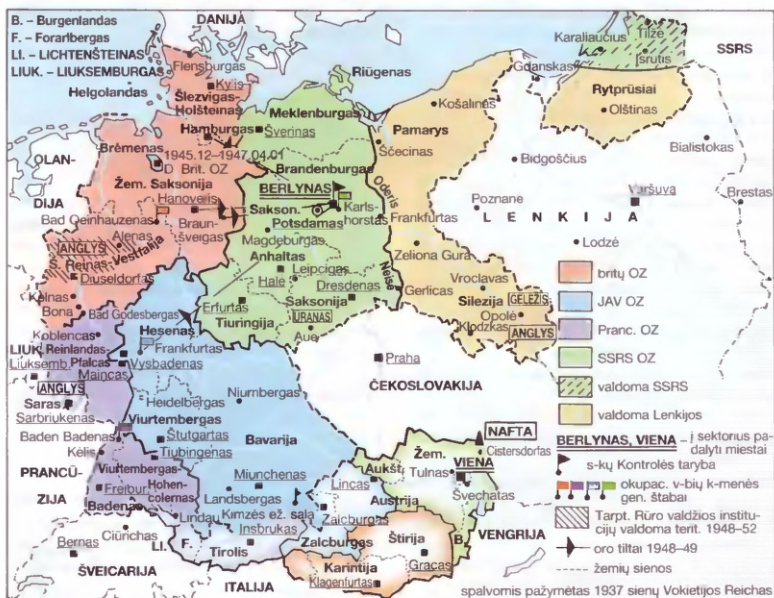 B. – Burgenlandas
F. – Forarlbergas
LI. – LICHTENŠTEINAS
LIUK. – LIUKSEMBURGAS
DANIJA
Helgolandas
Flensburgas
Kylis
Šlezvigas-
Holšteinas
Riūgenas
Meklenburgas
Hamburgas
Šverinas
Brėmenas
1945.12–1947.04.01
D Brit. OZ
Žem. Saksonija
OLAN-
DIJA
Hanoveris
Bad Oeinhauzenas
Braun-
šveigas
Alenas
ANGLYS
S. Reinas-
Vestfalija
Diuseldorfas
Kelnas
Bona
Bad Godesbergas
Brandenburgas
BERLYNAS
Sakson.
Potsdamas
Karls-
horstas
Magdeburgas
Anhaltas
Leipcigas
Hale
Dresdenas
Saksonija
Erfurtas
Tiuringija
URANAS
Aue
Karaliaučius
Tilžė
Įsrutis
SSRS
Gdanskas
Rytprūsiai
Olštinas
Košalinas
Pamarys
Ščecinas
Bidgoščius
Bialistokas
Oderis
Poznanė
Varšuva
Brestas
LENKIJA
Frankfurtas
Zeliona Gura
Lodzė
Neisė
Gerlicas
Vroclavas
Silezija
GELEŽIS
Opolė
Klodzkas
ANGLYS
Koblencas
LIUK.
Liuksemb.
Reinlandas-
Pfalcas
Maincas
Hesenas
Frankfurtas
Vysbadenas
ANGLYS
Saras
Sarbriukenas
Heidelbergas
Niurnbergas
Viurtembergas
Bavarija
Baden Badenas
Štutgartas
Kėlis
Tiubingenas
PRANCŪ-
ZIJA
Viurtembergas-
Hohen-
colernas
Freibur.
Badenas
Miunchenas
Landsbergas
Kimzės ež. sala
Lindau
Ciūrichas
Bernas
ŠVEICARIJA
LI.
F.
Insbrukas
Tirolis
ITALIJA
Praha
ČEKOSLOVAKIJA
NAFTA
Cistersdorfas
Žem.
Tulnas
VIENA
Aukšt.
Lincas
Austrija
Švechatas
Zalcburgas
Zalcburgas
Štirija
B.
VENGRIJA
Karintija
Gracas
Klagenfurtas
britų OZ
JAV OZ
Pranc. OZ
SSRS OZ
valdoma SSRS
valdoma Lenkijos
BERLYNAS, VIENA – į sektorius pa-
dalyti miestai
s-kų Kontrolės taryba
okupac. v-bių k-menės
gen. štabai
Tarpt. Rūro valdžios institu-
cijų valdoma terit. 1948–52
oro tiltai 1948–49
žemių sienos
spalvomis pažymėtas 1937 sienų Vokietijos Reichas